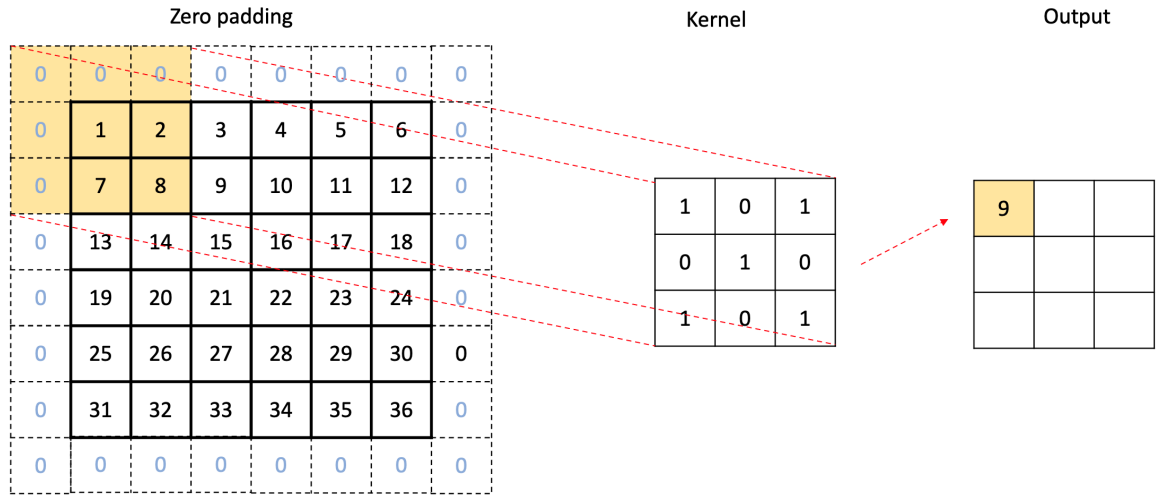 Zero padding
Kernel
Output
0 0 0 0 0 0 0 0
0 1 2 3 4 5 6 0
0 7 8 9 10 11 12 0
0 13 14 15 16 17 18 0
0 19 20 21 22 23 24 0
0 25 26 27 28 29 30 0
0 31 32 33 34 35 36 0
0 0 0 0 0 0 0 0
1 0 1
0 1 0
1 0 1
9